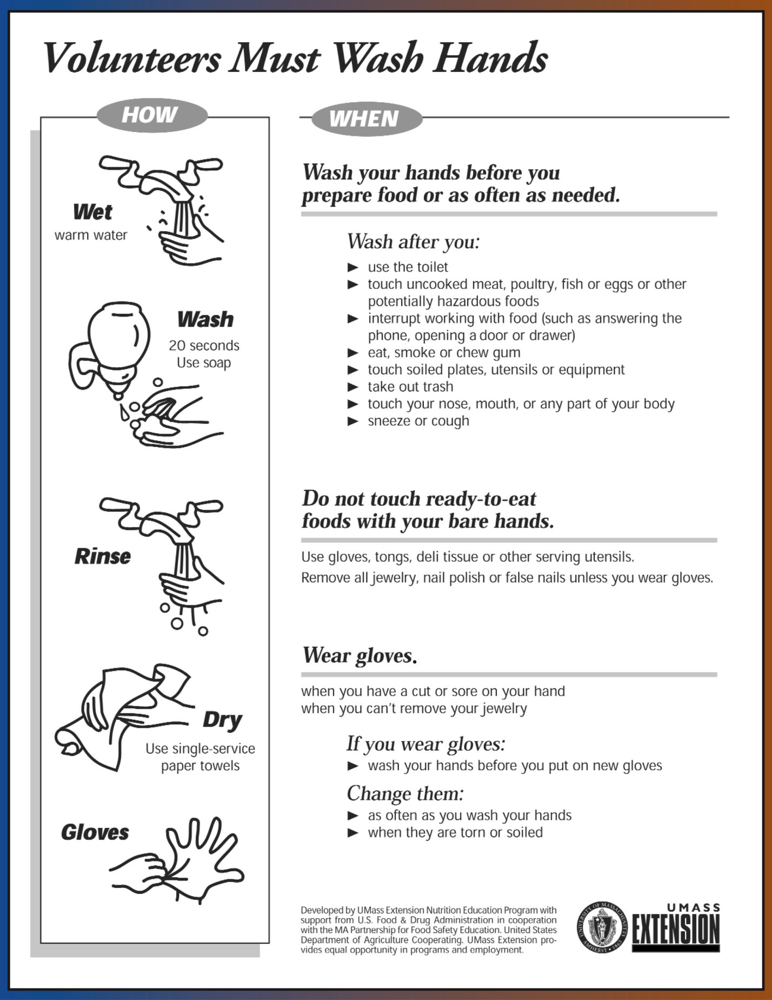 Volunteers Must Wash Hands
HOW
Wet
warm water
Wash
20 seconds
Use soap
Rinse
Dry
Use single-service
paper towels
Gloves
WHEN
Wash your hands before you
prepare food or as often as needed.
Wash after you:
► use the toilet
► touch uncooked meat, poultry, fish or eggs or other
potentially hazardous foods
► interrupt working with food (such as answering the
phone, opening a door or drawer)
► eat, smoke or chew gum
► touch soiled plates, utensils or equipment
► take out trash
► touch your nose, mouth, or any part of your body
► sneeze or cough
Do not touch ready-to-eat
foods with your bare hands.
Use gloves, tongs, deli tissue or other serving utensils.
Remove all jewelry, nail polish or false nails unless you wear gloves.
Wear gloves.
when you have a cut or sore on your hand
when you can't remove your jewelry
If you wear gloves:
► wash your hands before you put on new gloves
Change them:
► as often as you wash your hands
► when they are torn or soiled
Developed by UMass Extension Nutrition Education Program with
support from U.S. Food & Drug Administration in cooperation
with the MA Partnership for Food Safety Education. United States
Department of Agriculture Cooperating. UMass Extension pro-
vides equal opportunity in programs and employment.
UNIVERSITY OF MASSACHUSETTS
AMHERST • 1863
UMASS
EXTENSION